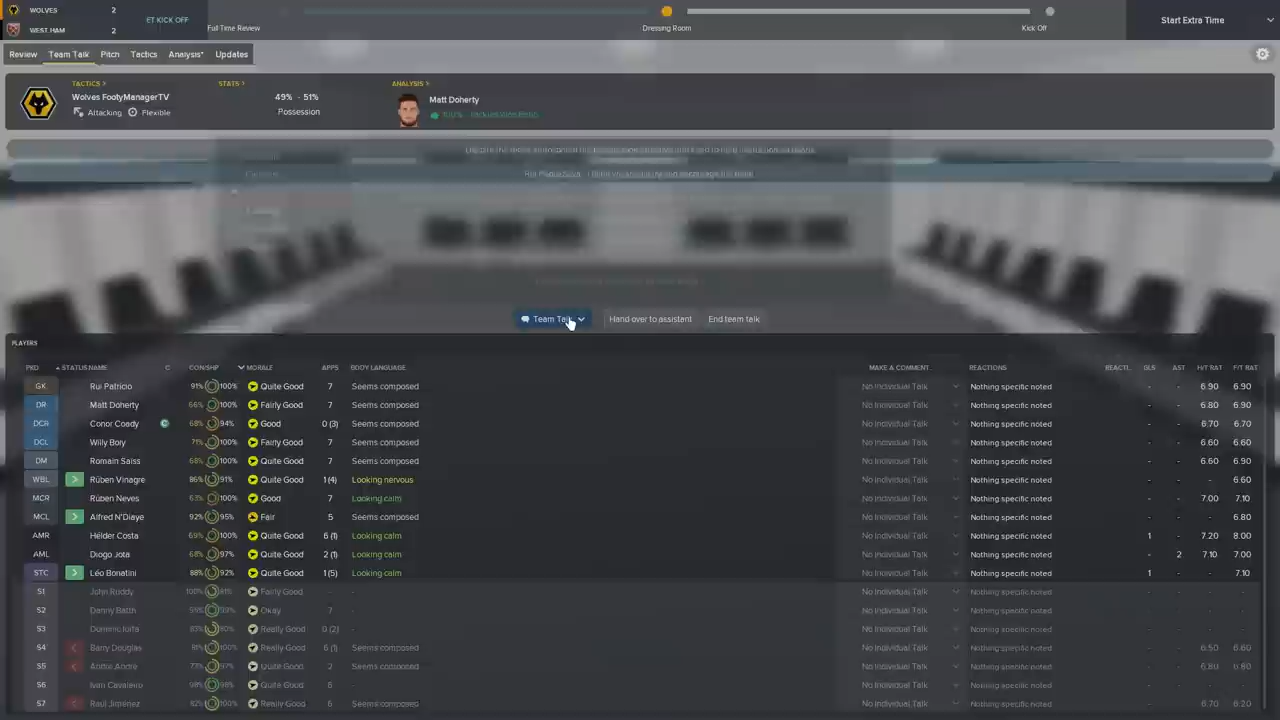 WOLVES 2
WEST HAM 2
ET KICK OFF
Full Time Review
Dressing Room
Kick Off
Start Extra Time
Review Team Talk Pitch Tactics Analysis* Updates
TACTICS >
Wolves FootyManagerTV
Attacking Flexible
STATS >
49% - 51%
Possession
ANALYSIS >
Matt Doherty
100%
Team Talk Hand over to assistant End team talk
PLAYERS
PKD STATUS NAME C CON/SHP MORALE APPS BODY LANGUAGE MAKE A COMMENT REACTIONS REACTI... GLS AST H/T RAT F/T RAT
GK Rui Patrício 91% 100% Quite Good 7 Seems composed No Individual Talk Nothing specific noted - - 6.90 6.90
DR Matt Doherty 66% 100% Fairly Good 7 Seems composed No Individual Talk Nothing specific noted - - 6.80 6.90
DCR Conor Coady C 68% 94% Good 0 (3) Seems composed No Individual Talk Nothing specific noted - - 6.70 6.70
DCL Willy Boly 71% 100% Fairly Good 7 Seems composed No Individual Talk Nothing specific noted - - 6.60 6.60
DM Romain Saïss 68% 100% Quite Good 7 Seems composed No Individual Talk Nothing specific noted - - 6.60 6.90
WBL Rúben Vinagre 86% 91% Quite Good 1 (4) Looking nervous No Individual Talk Nothing specific noted - - - 6.60
MCR Rúben Neves 63% 100% Good 7 Looking calm No Individual Talk Nothing specific noted - - 7.00 7.10
MCL Alfred N'Diaye 92% 95% Fair 5 Seems composed No Individual Talk Nothing specific noted - - - 6.80
AMR Hélder Costa 69% 100% Quite Good 6 (1) Looking calm No Individual Talk Nothing specific noted 1 - 7.20 8.00
AML Diogo Jota 68% 97% Quite Good 2 (1) Looking calm No Individual Talk Nothing specific noted - 2 7.10 7.00
STC Léo Bonatini 88% 92% Quite Good 1 (5) Looking calm No Individual Talk Nothing specific noted 1 - - 7.10
S1 John Ruddy 100% 81% Fairly Good - - No Individual Talk Nothing specific noted
S2 Danny Batth Okay 7 - No Individual Talk Nothing specific noted
S3 Dominic Iorfa Really Good 0 (2) - No Individual Talk Nothing specific noted
S4 Barry Douglas 81% 100% Really Good 6 (1) Seems composed No Individual Talk Nothing specific noted 6.50 6.60
S5 Quite Good 2 Seems composed No Individual Talk Nothing specific noted 6.80 6.80
S6 Ivan Cavaleiro 98% 98% Quite Good 6 - No Individual Talk Nothing specific noted
S7 Raúl Jiménez 82% 100% Really Good 6 Seems composed No Individual Talk Nothing specific noted 6.70 6.20